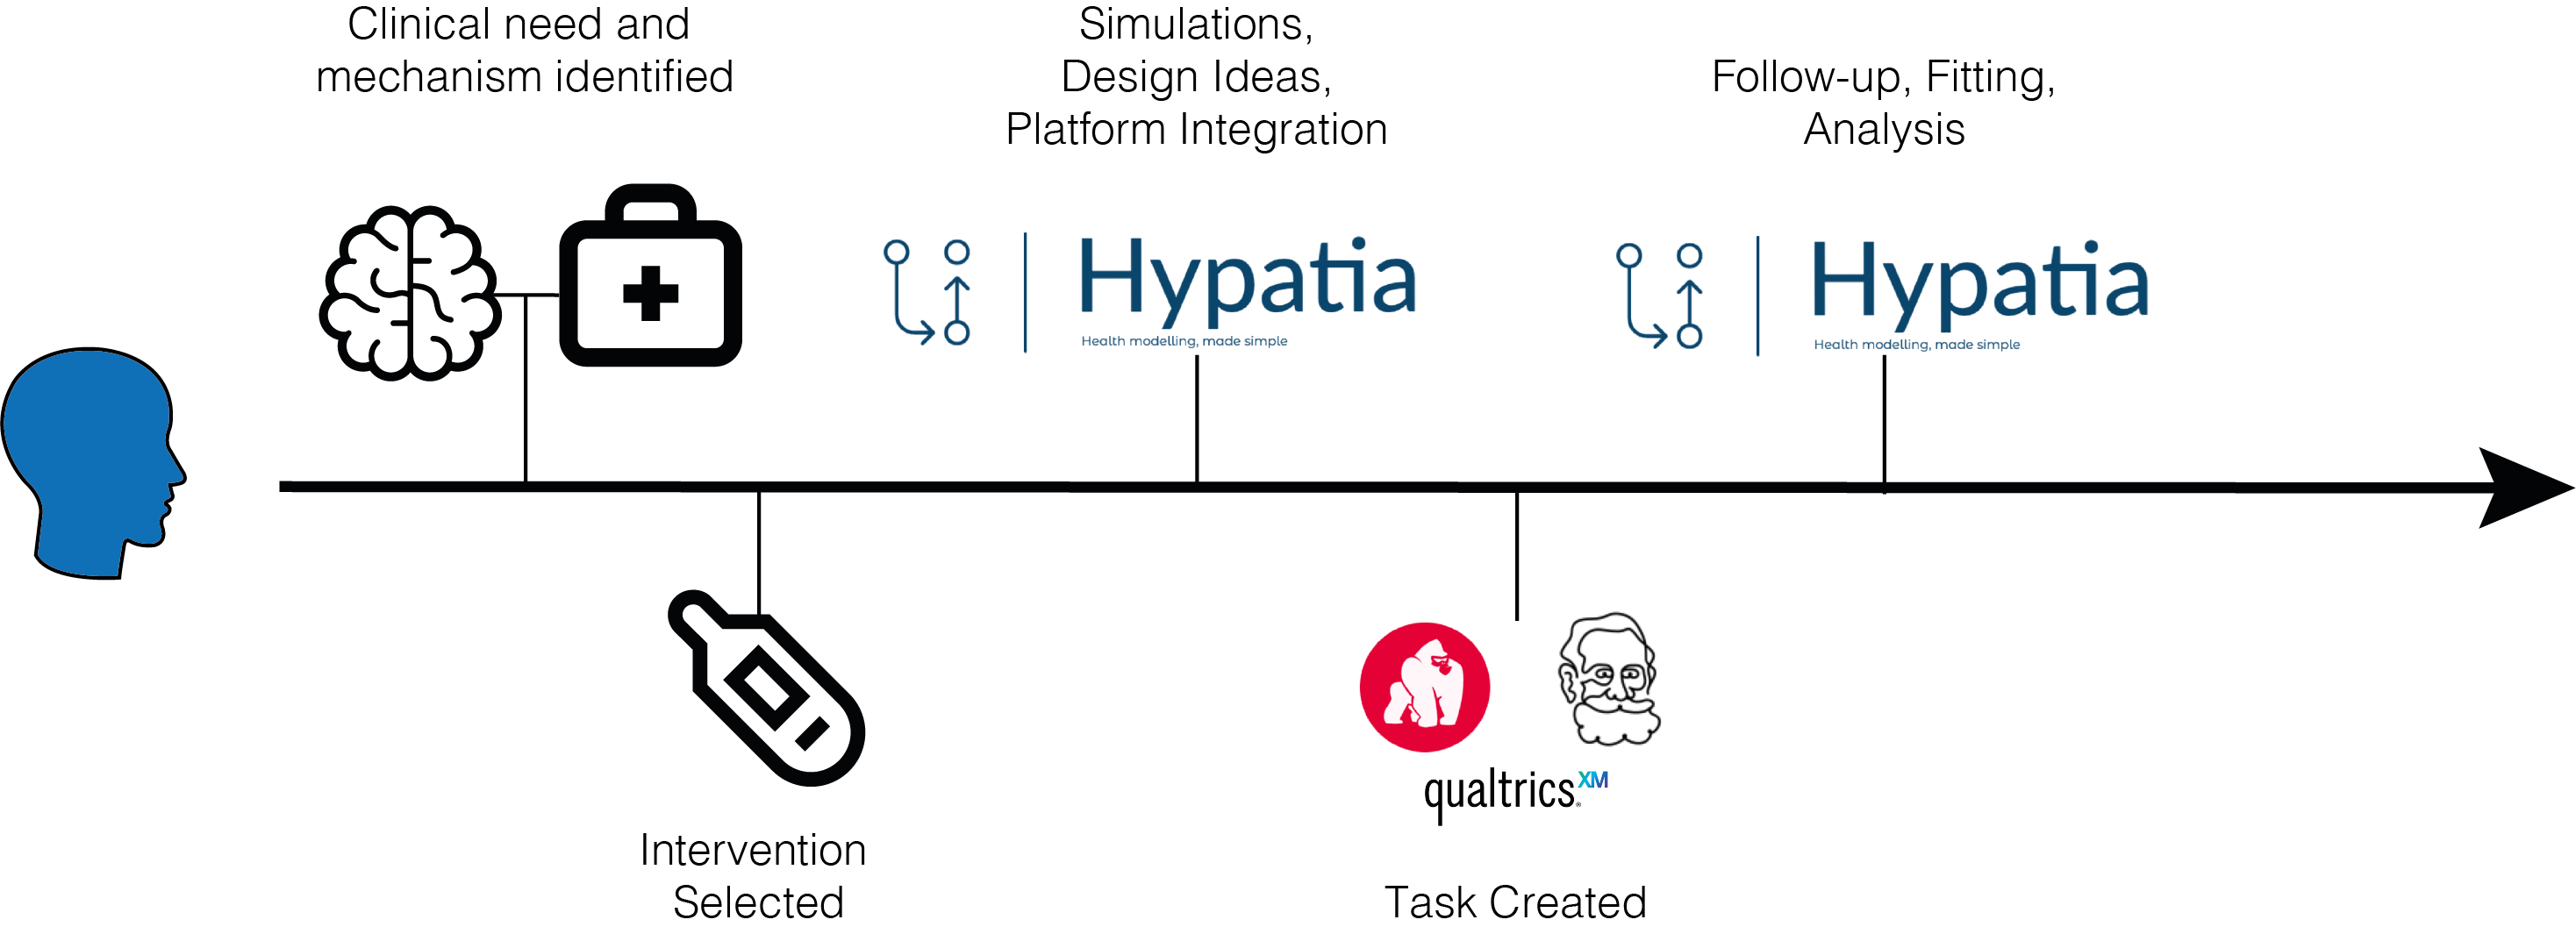 Clinical need and
mechanism identified
Simulations,
Design Ideas,
Platform Integration
Follow-up, Fitting,
Analysis
Hypatia
Health modelling, made simple
Hypatia
Health modelling, made simple
qualtrics.XM
Intervention
Selected
Task Created